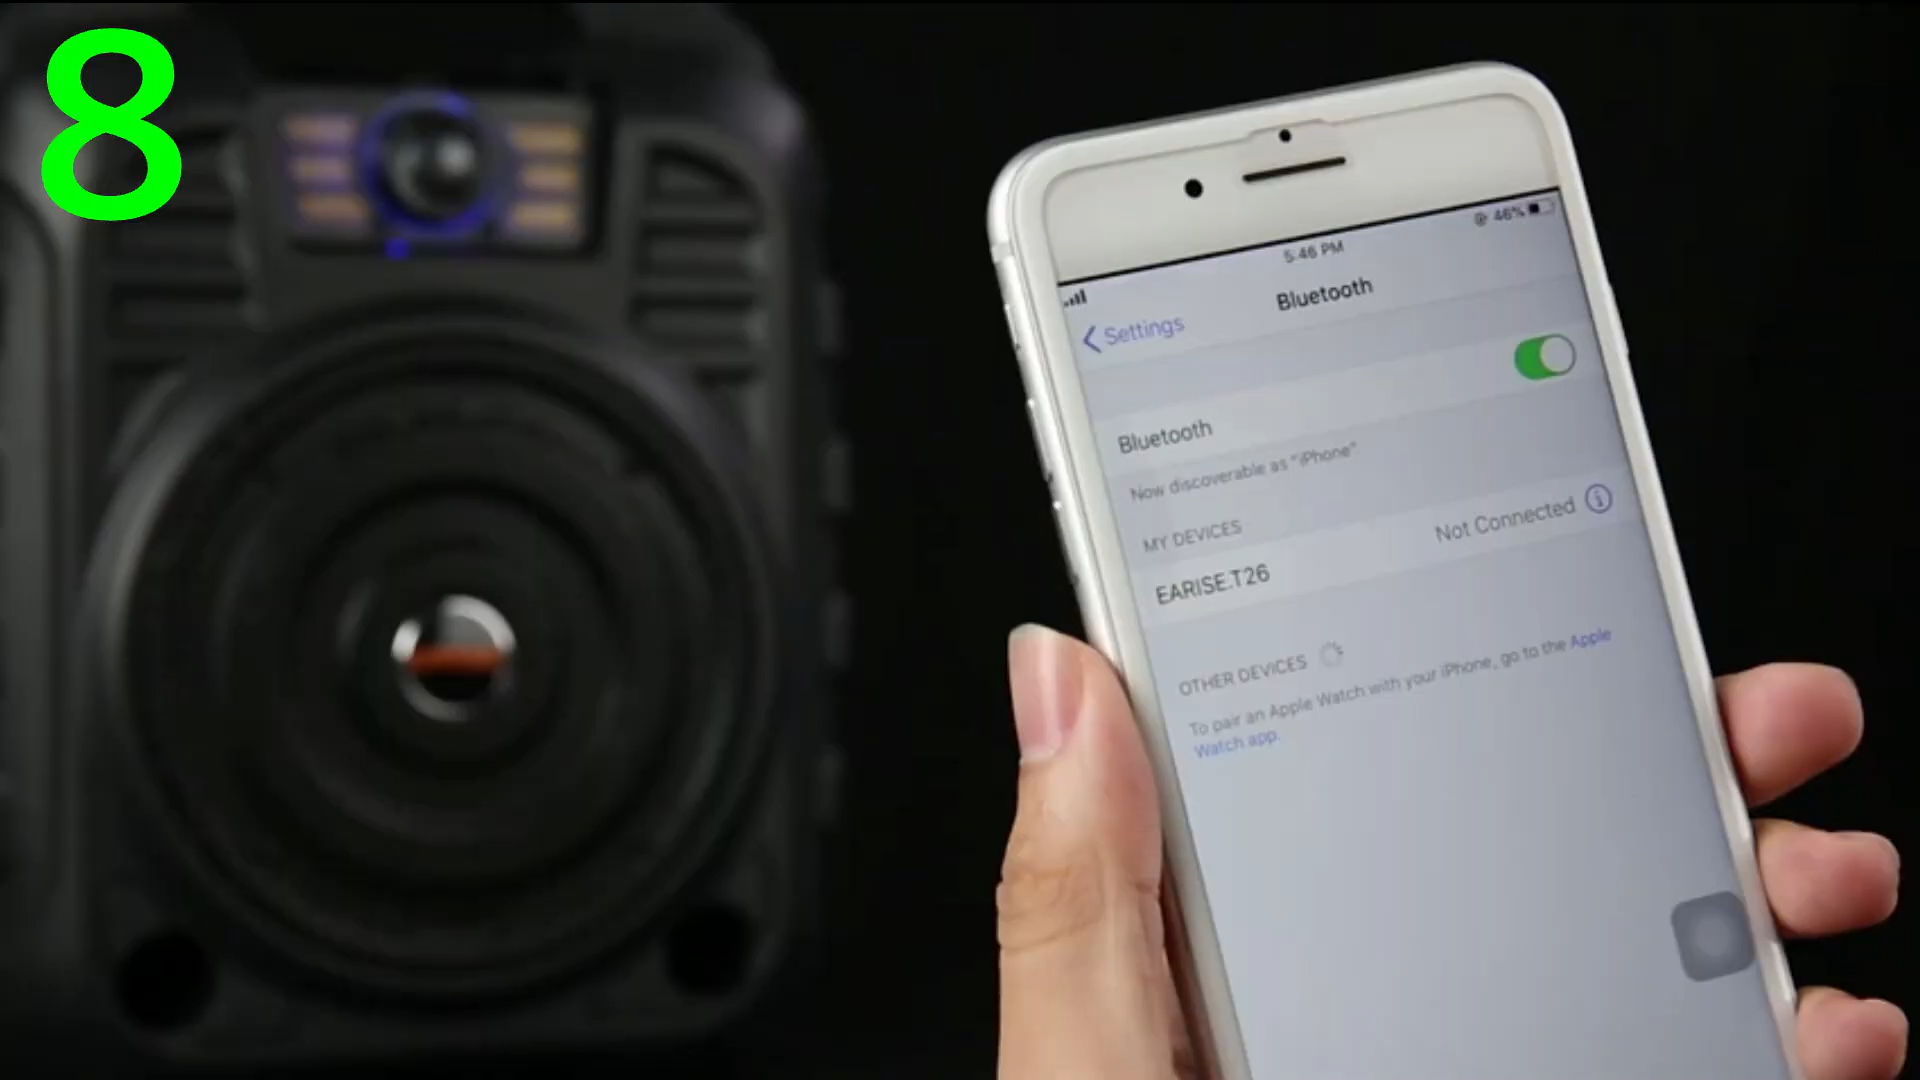 8
46%
5:46 PM
Settings
Bluetooth
Bluetooth
Now discoverable as “iPhone”
MY DEVICES
EARISE.T26 Not Connected
OTHER DEVICES
To pair an Apple Watch with your iPhone, go to the Apple
Watch app.